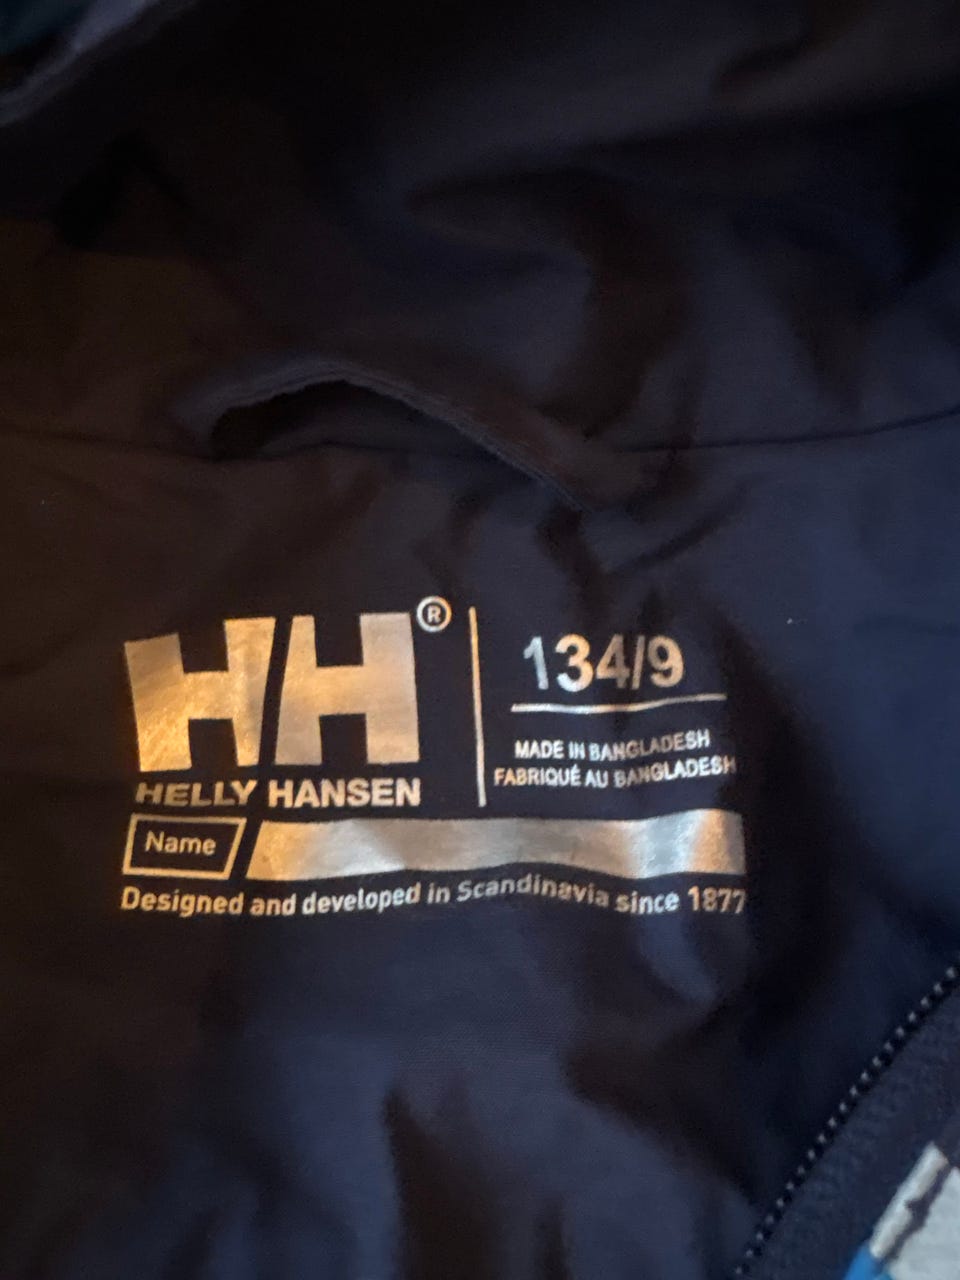 HH®
HELLY HANSEN
134/9
MADE IN BANGLADESH
FABRIQUÉ AU BANGLADESH
Name
Designed and developed in Scandinavia since 1877